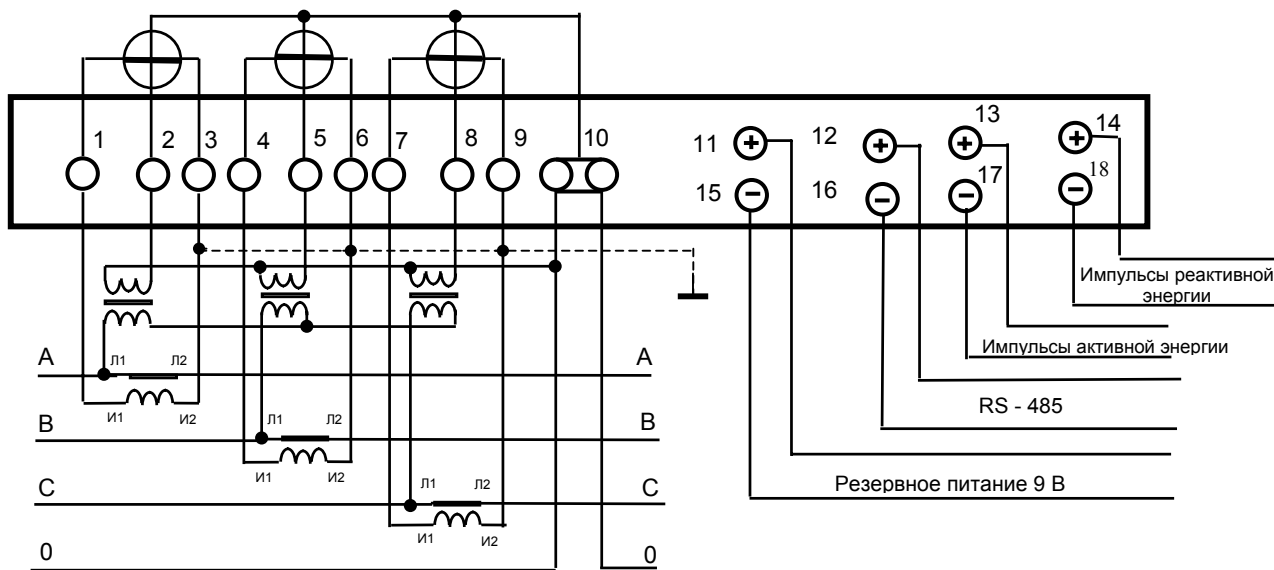 1 2 3 4 5 6 7 8 9 10
11 12 13 14
15 16 17 18
Импульсы реактивной
энергии
Импульсы активной энергии
RS - 485
Резервное питание 9 В
А Л1 Л2 А
И1 И2
В Л1 Л2 В
И1 И2
С Л1 Л2 С
И1 И2
0 0